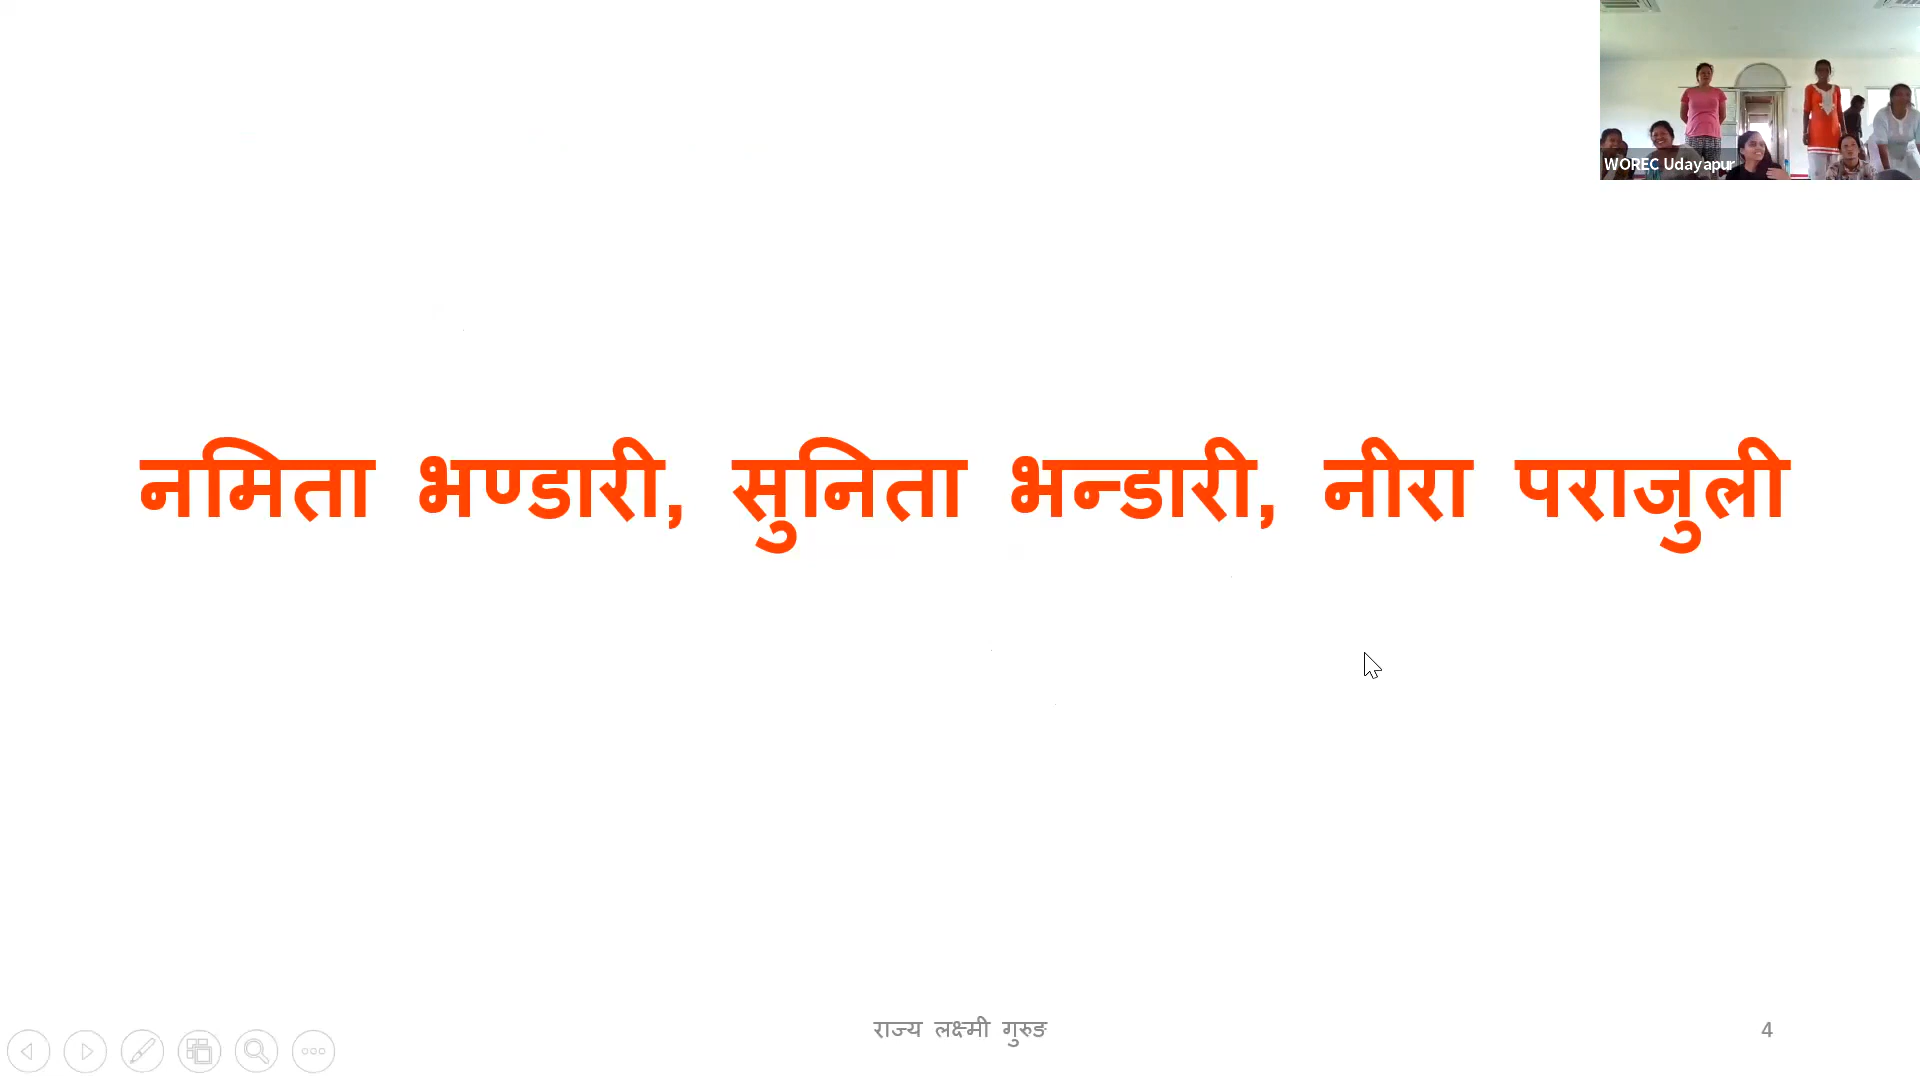 WOREC Udayapur
नमिता भण्डारी, सुनिता भन्डारी, नीरा पराजुली
राज्य लक्ष्मी गुरुङ
4